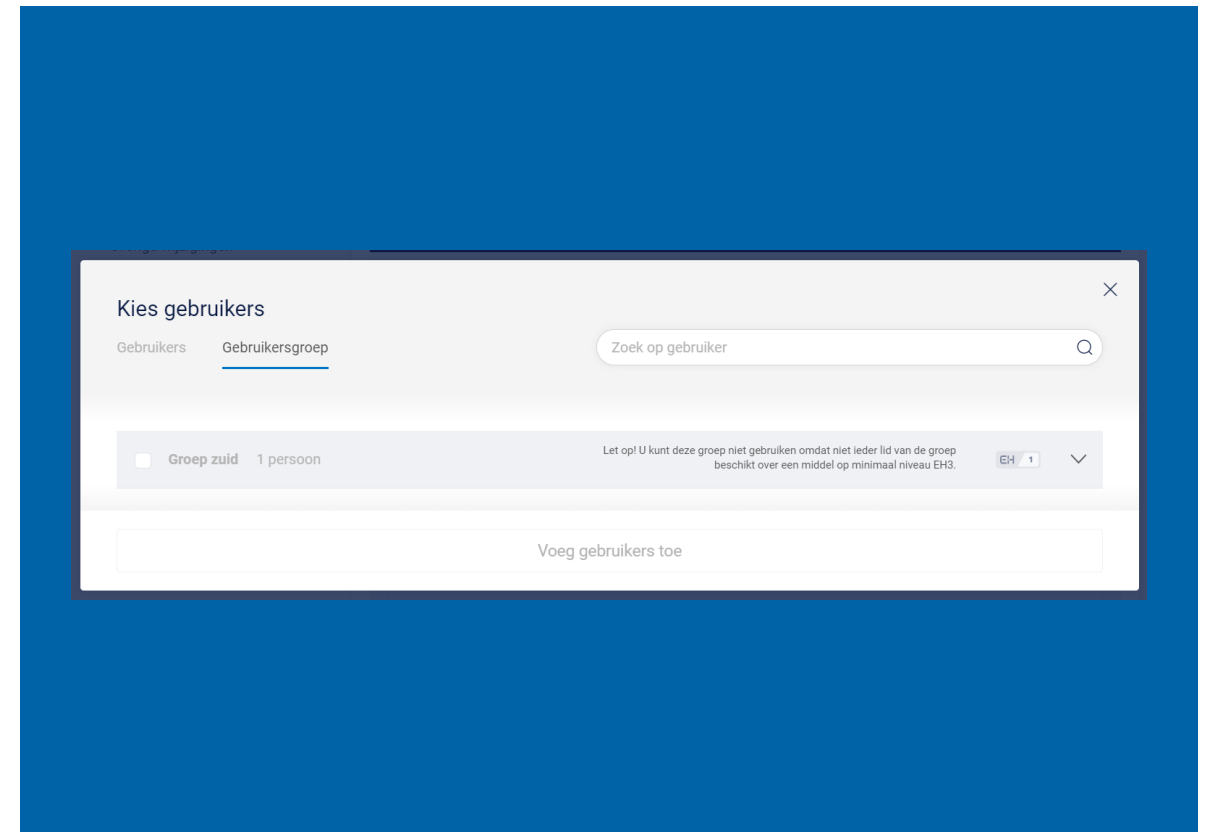 Kies gebruikers
Gebruikers Gebruikersgroep
Zoek op gebruiker
Groep zuid 1 persoon
Let op! U kunt deze groep niet gebruiken omdat niet ieder lid van de groep
beschikt over een middel op minimaal niveau EH3.
EH 1
Voeg gebruikers toe